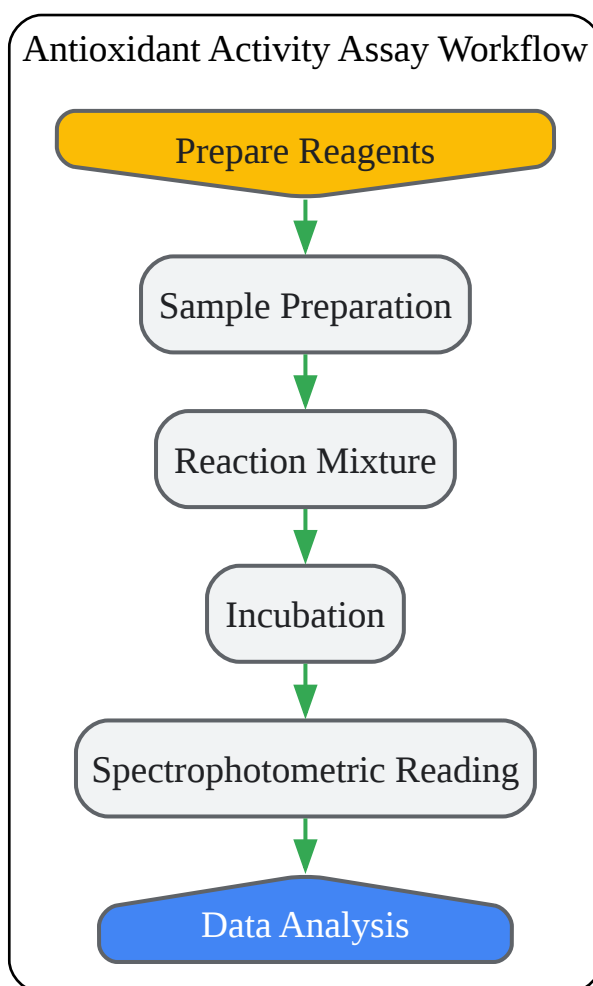 Antioxidant Activity Assay Workflow
Prepare Reagents
Sample Preparation
Reaction Mixture
Incubation
Spectrophotometric Reading
Data Analysis